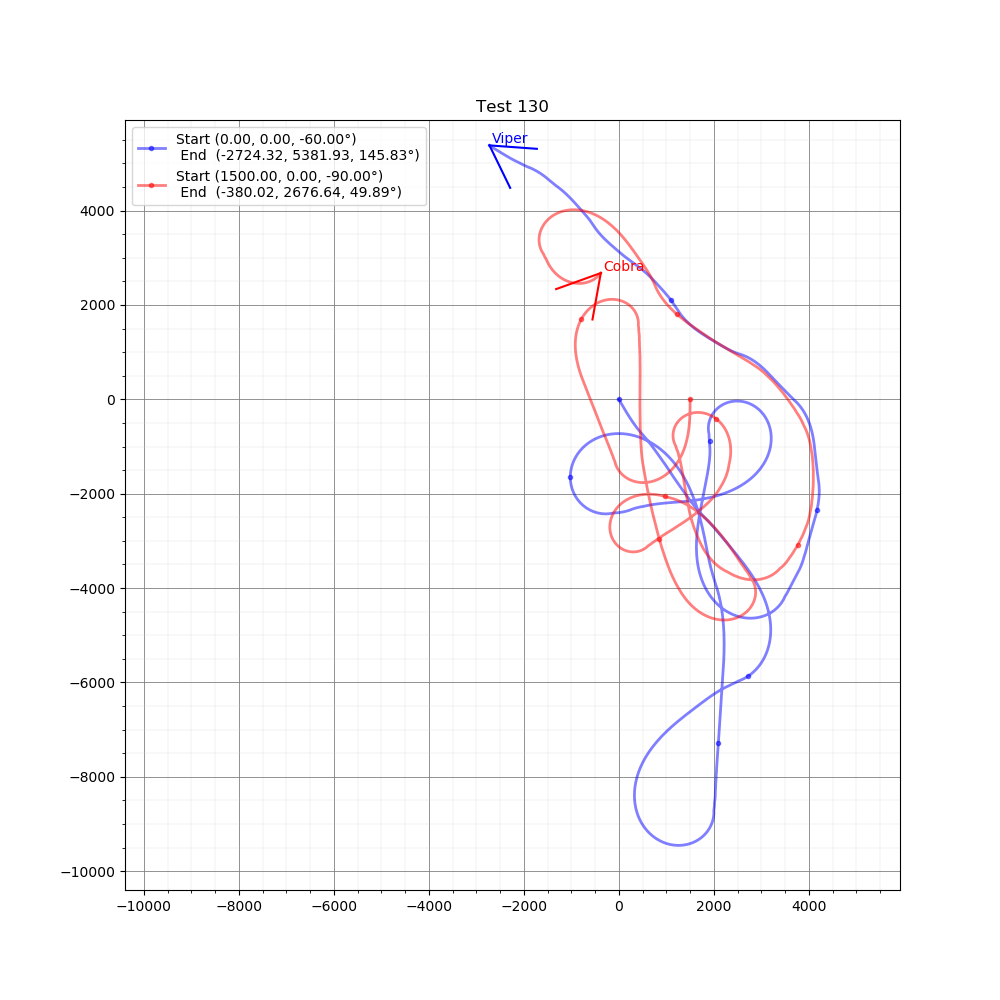 Test 130
Start (0.00, 0.00, -60.00°)
End (-2724.32, 5381.93, 145.83°)
Start (1500.00, 0.00, -90.00°)
End (-380.02, 2676.64, 49.89°)
Viper
Cobra
4000
2000
0
−2000
−4000
−6000
−8000
−10000
−10000 −8000 −6000 −4000 −2000 0 2000 4000